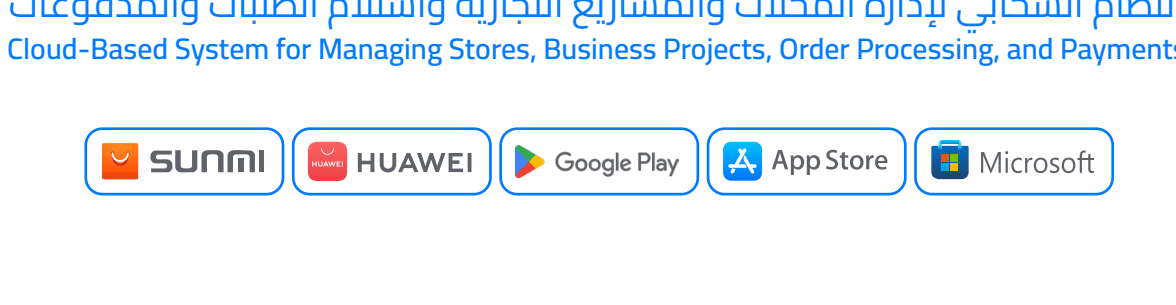 النظام السحابي لإدارة المحلات والمشاريع التجارية واستلام الطلبات والمدفوعات
Cloud-Based System for Managing Stores, Business Projects, Order Processing, and Payments
SUNMI
HUAWEI HUAWEI
Google Play
App Store
Microsoft